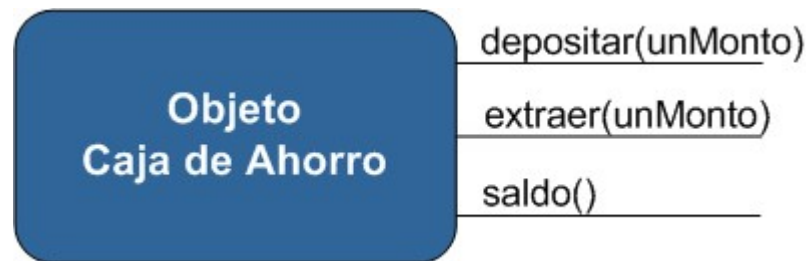 Objeto
Caja de Ahorro
depositar(unMonto)
extraer(unMonto)
saldo()